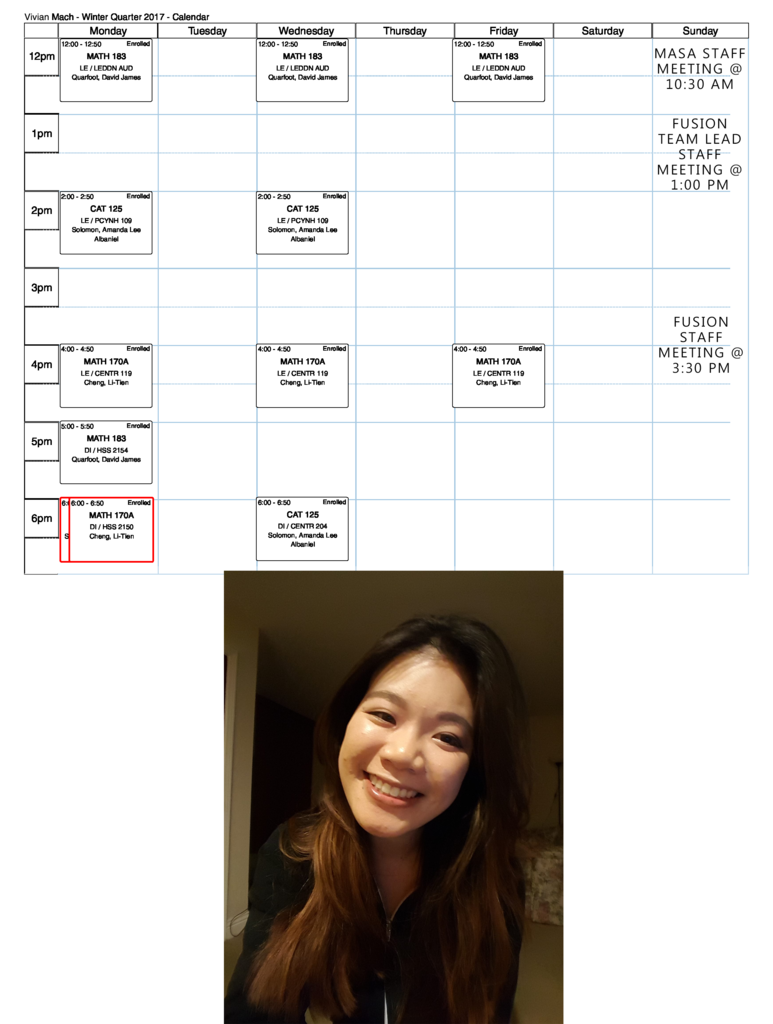 Vivian Mach - Winter Quarter 2017 - Calendar
Monday Tuesday Wednesday Thursday Friday Saturday Sunday
12pm
12:00 - 12:50 Enrolled
MATH 183
LE / LEDDN AUD
Quarfoot, David James
12:00 - 12:50 Enrolled
MATH 183
LE / LEDDN AUD
Quarfoot, David James
12:00 - 12:50 Enrolled
MATH 183
LE / LEDDN AUD
Quarfoot, David James
MASA STAFF
MEETING @
10:30 AM
1pm
FUSION
TEAM LEAD
STAFF
MEETING @
1:00 PM
2pm
2:00 - 2:50 Enrolled
CAT 125
LE / PCYNH 109
Solomon, Amanda Lee
Albaniel
2:00 - 2:50 Enrolled
CAT 125
LE / PCYNH 109
Solomon, Amanda Lee
Albaniel
3pm
FUSION
STAFF
MEETING @
3:30 PM
4pm
4:00 - 4:50 Enrolled
MATH 170A
LE / CENTR 119
Cheng, Li-Tien
4:00 - 4:50 Enrolled
MATH 170A
LE / CENTR 119
Cheng, Li-Tien
4:00 - 4:50 Enrolled
MATH 170A
LE / CENTR 119
Cheng, Li-Tien
5pm
5:00 - 5:50 Enrolled
MATH 183
DI / HSS 2154
Quarfoot, David James
6pm
6:00 - 6:50 Enrolled
MATH 170A
DI / HSS 2150
Cheng, Li-Tien
6:00 - 6:50 Enrolled
CAT 125
DI / CENTR 204
Solomon, Amanda Lee
Albaniel